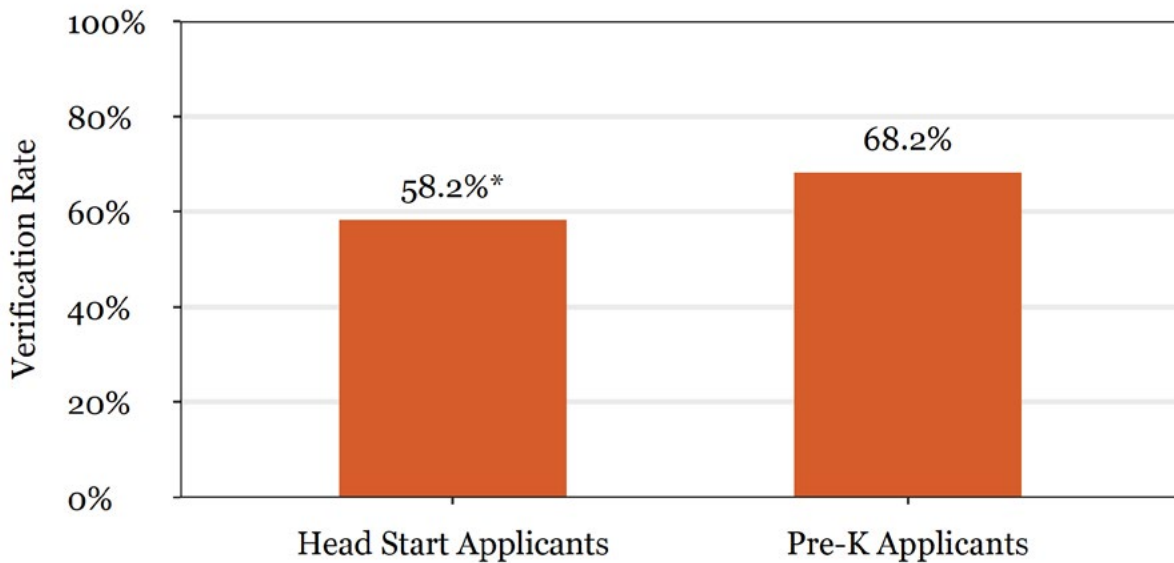 100%
80%
60%
40%
20%
0%
Verification Rate
58.2%*
68.2%
Head Start Applicants
Pre-K Applicants